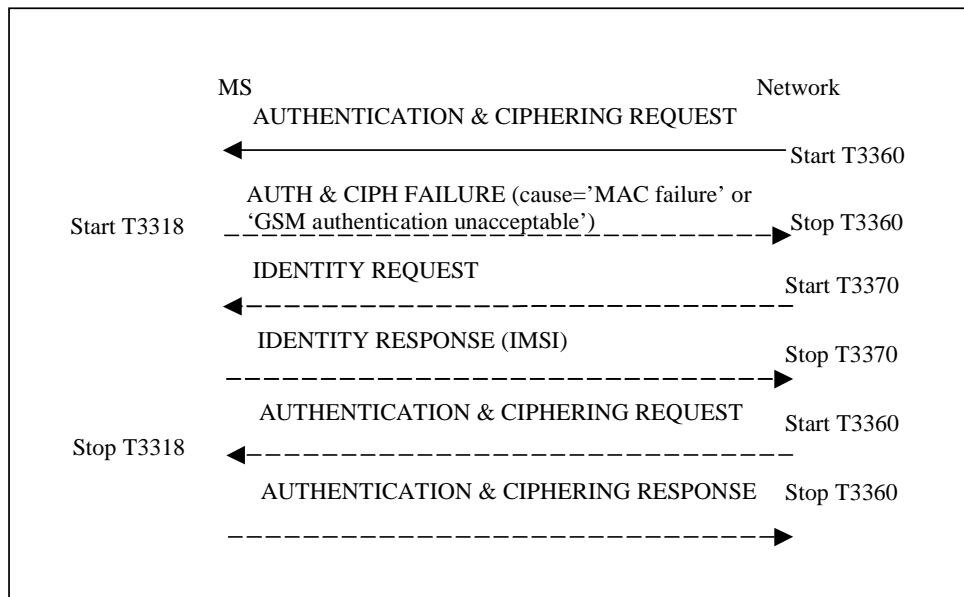 MS Network
AUTHENTICATION & CIPHERING REQUEST
Start T3360
AUTH & CIPH FAILURE (cause=’MAC failure’ or
‘GSM authentication unacceptable’)
Start T3318
Stop T3360
IDENTITY REQUEST
Start T3370
IDENTITY RESPONSE (IMSI)
Stop T3370
AUTHENTICATION & CIPHERING REQUEST
Start T3360
Stop T3318
AUTHENTICATION & CIPHERING RESPONSE
Stop T3360